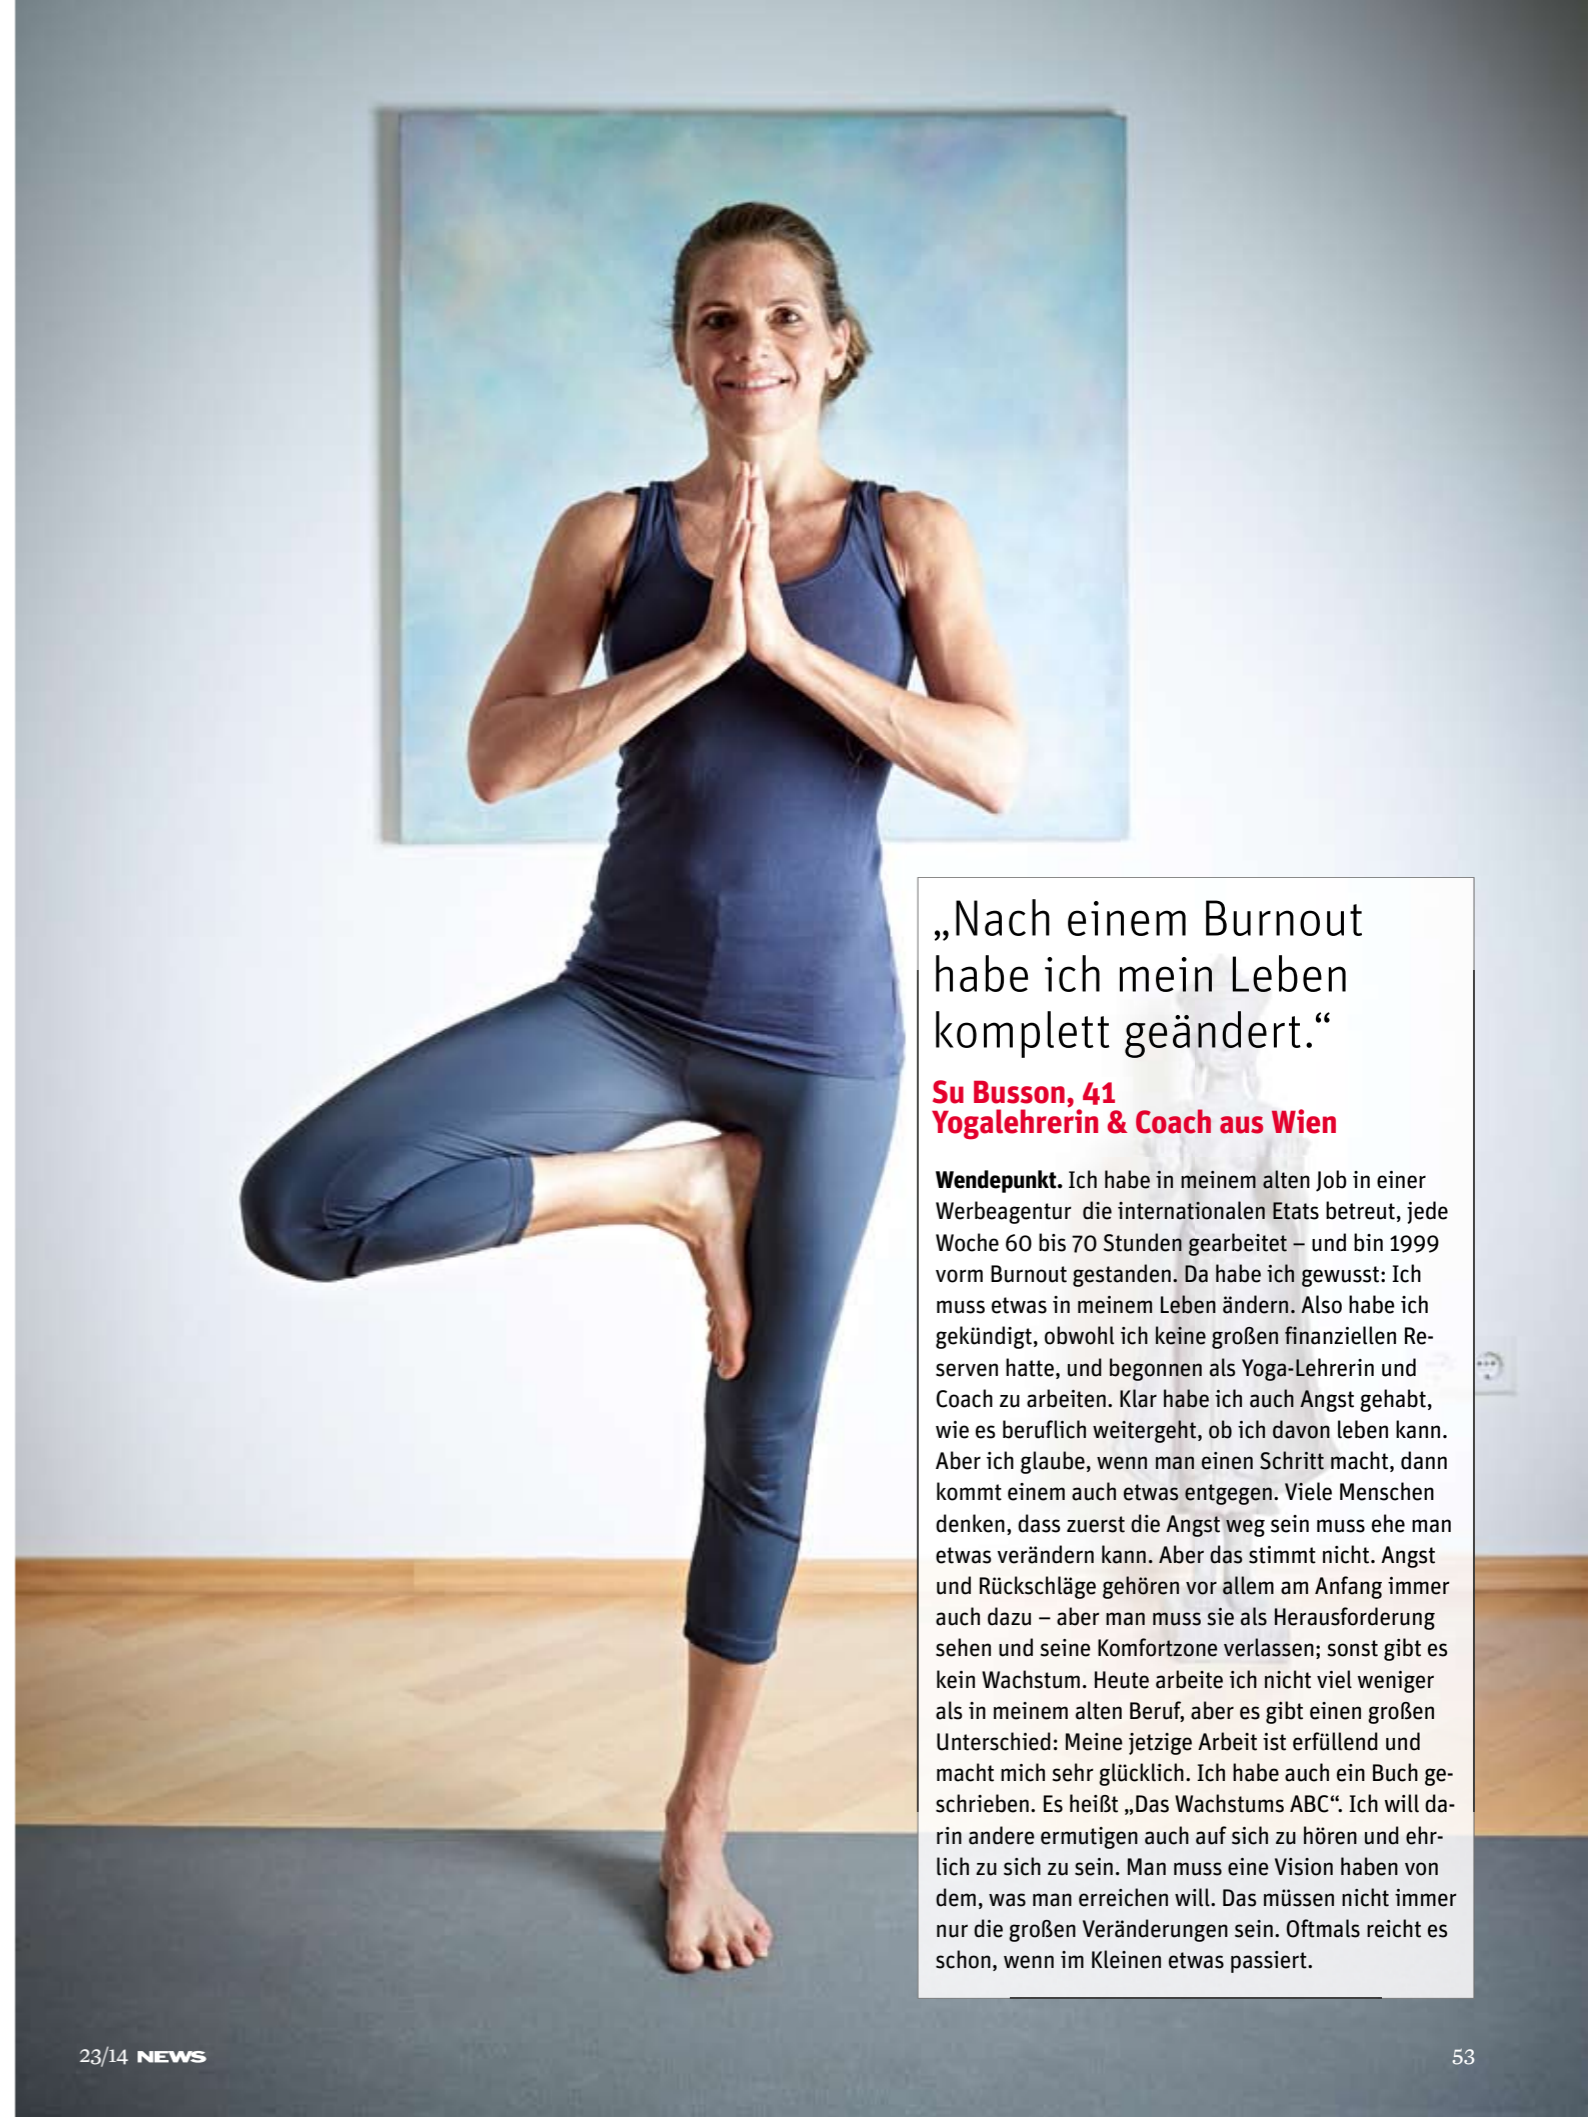 „Nach einem Burnout
habe ich mein Leben
komplett geändert.“
Su Busson, 41
Yogalehrerin & Coach aus Wien
Wendepunkt. Ich habe in meinem alten Job in einer
Werbeagentur die internationalen Etats betreut, jede
Woche 60 bis 70 Stunden gearbeitet – und bin 1999
vorm Burnout gestanden. Da habe ich gewusst: Ich
muss etwas in meinem Leben ändern. Also habe ich
gekündigt, obwohl ich keine großen finanziellen Re-
serven hatte, und begonnen als Yoga-Lehrerin und
Coach zu arbeiten. Klar habe ich auch Angst gehabt,
wie es beruflich weitergeht, ob ich davon leben kann.
Aber ich glaube, wenn man einen Schritt macht, dann
kommt einem auch etwas entgegen. Viele Menschen
denken, dass zuerst die Angst weg sein muss ehe man
etwas verändern kann. Aber das stimmt nicht. Angst
und Rückschläge gehören vor allem am Anfang immer
auch dazu – aber man muss sie als Herausforderung
sehen und seine Komfortzone verlassen; sonst gibt es
kein Wachstum. Heute arbeite ich nicht viel weniger
als in meinem alten Beruf, aber es gibt einen großen
Unterschied: Meine jetzige Arbeit ist erfüllend und
macht mich sehr glücklich. Ich habe auch ein Buch ge-
schrieben. Es heißt „Das Wachstums ABC“. Ich will da-
rin andere ermutigen auch auf sich zu hören und ehr-
lich zu sich zu sein. Man muss eine Vision haben von
dem, was man erreichen will. Das müssen nicht immer
nur die großen Veränderungen sein. Oftmals reicht es
schon, wenn im Kleinen etwas passiert.
23/14 NEWS
53